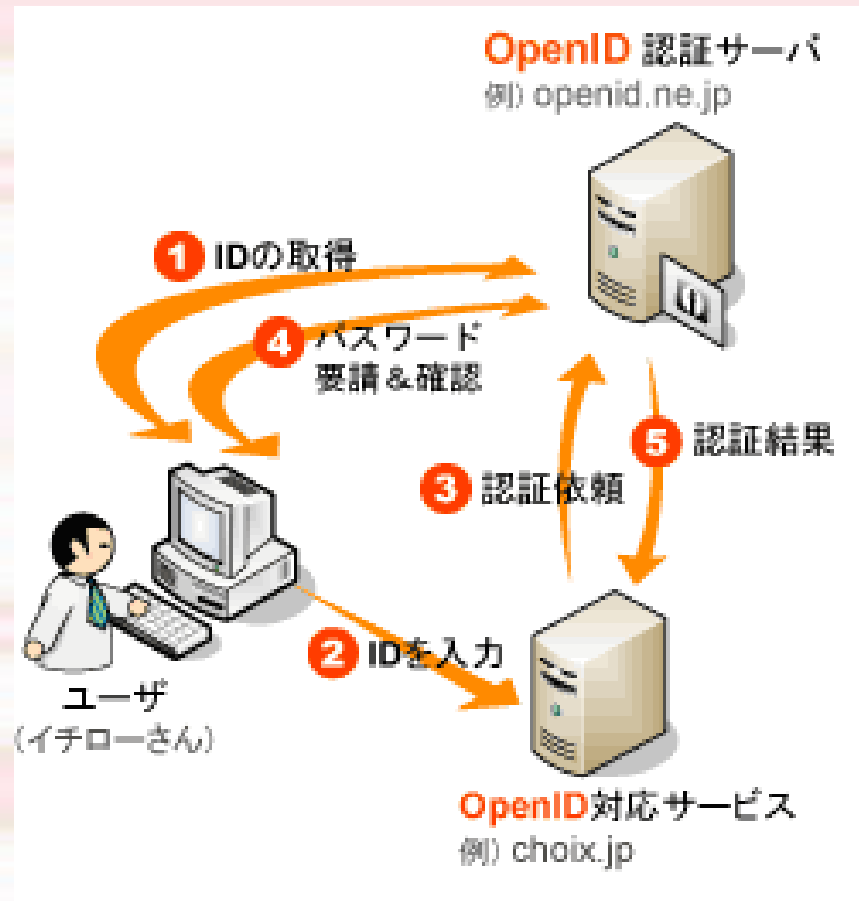 OpenID 認証サーバ
例) openid.ne.jp
1 IDの取得
4 パスワード
要請&確認
5 認証結果
3 認証依頼
2 IDを入力
ユーザ
(イチローさん)
OpenID対応サービス
例) choix.jp